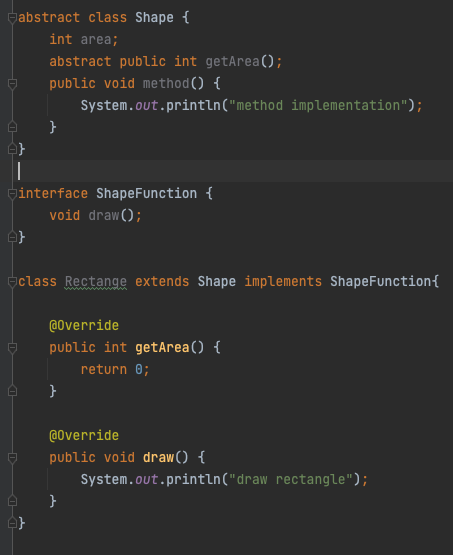 abstract class Shape {
    int area;
    abstract public int getArea();
    public void method() {
        System.out.println("method implementation");
    }
}
interface ShapeFunction {
    void draw();
}
class Rectange extends Shape implements ShapeFunction{
    @Override
    public int getArea() {
        return 0;
    }
    @Override
    public void draw() {
        System.out.println("draw rectangle");
    }
}